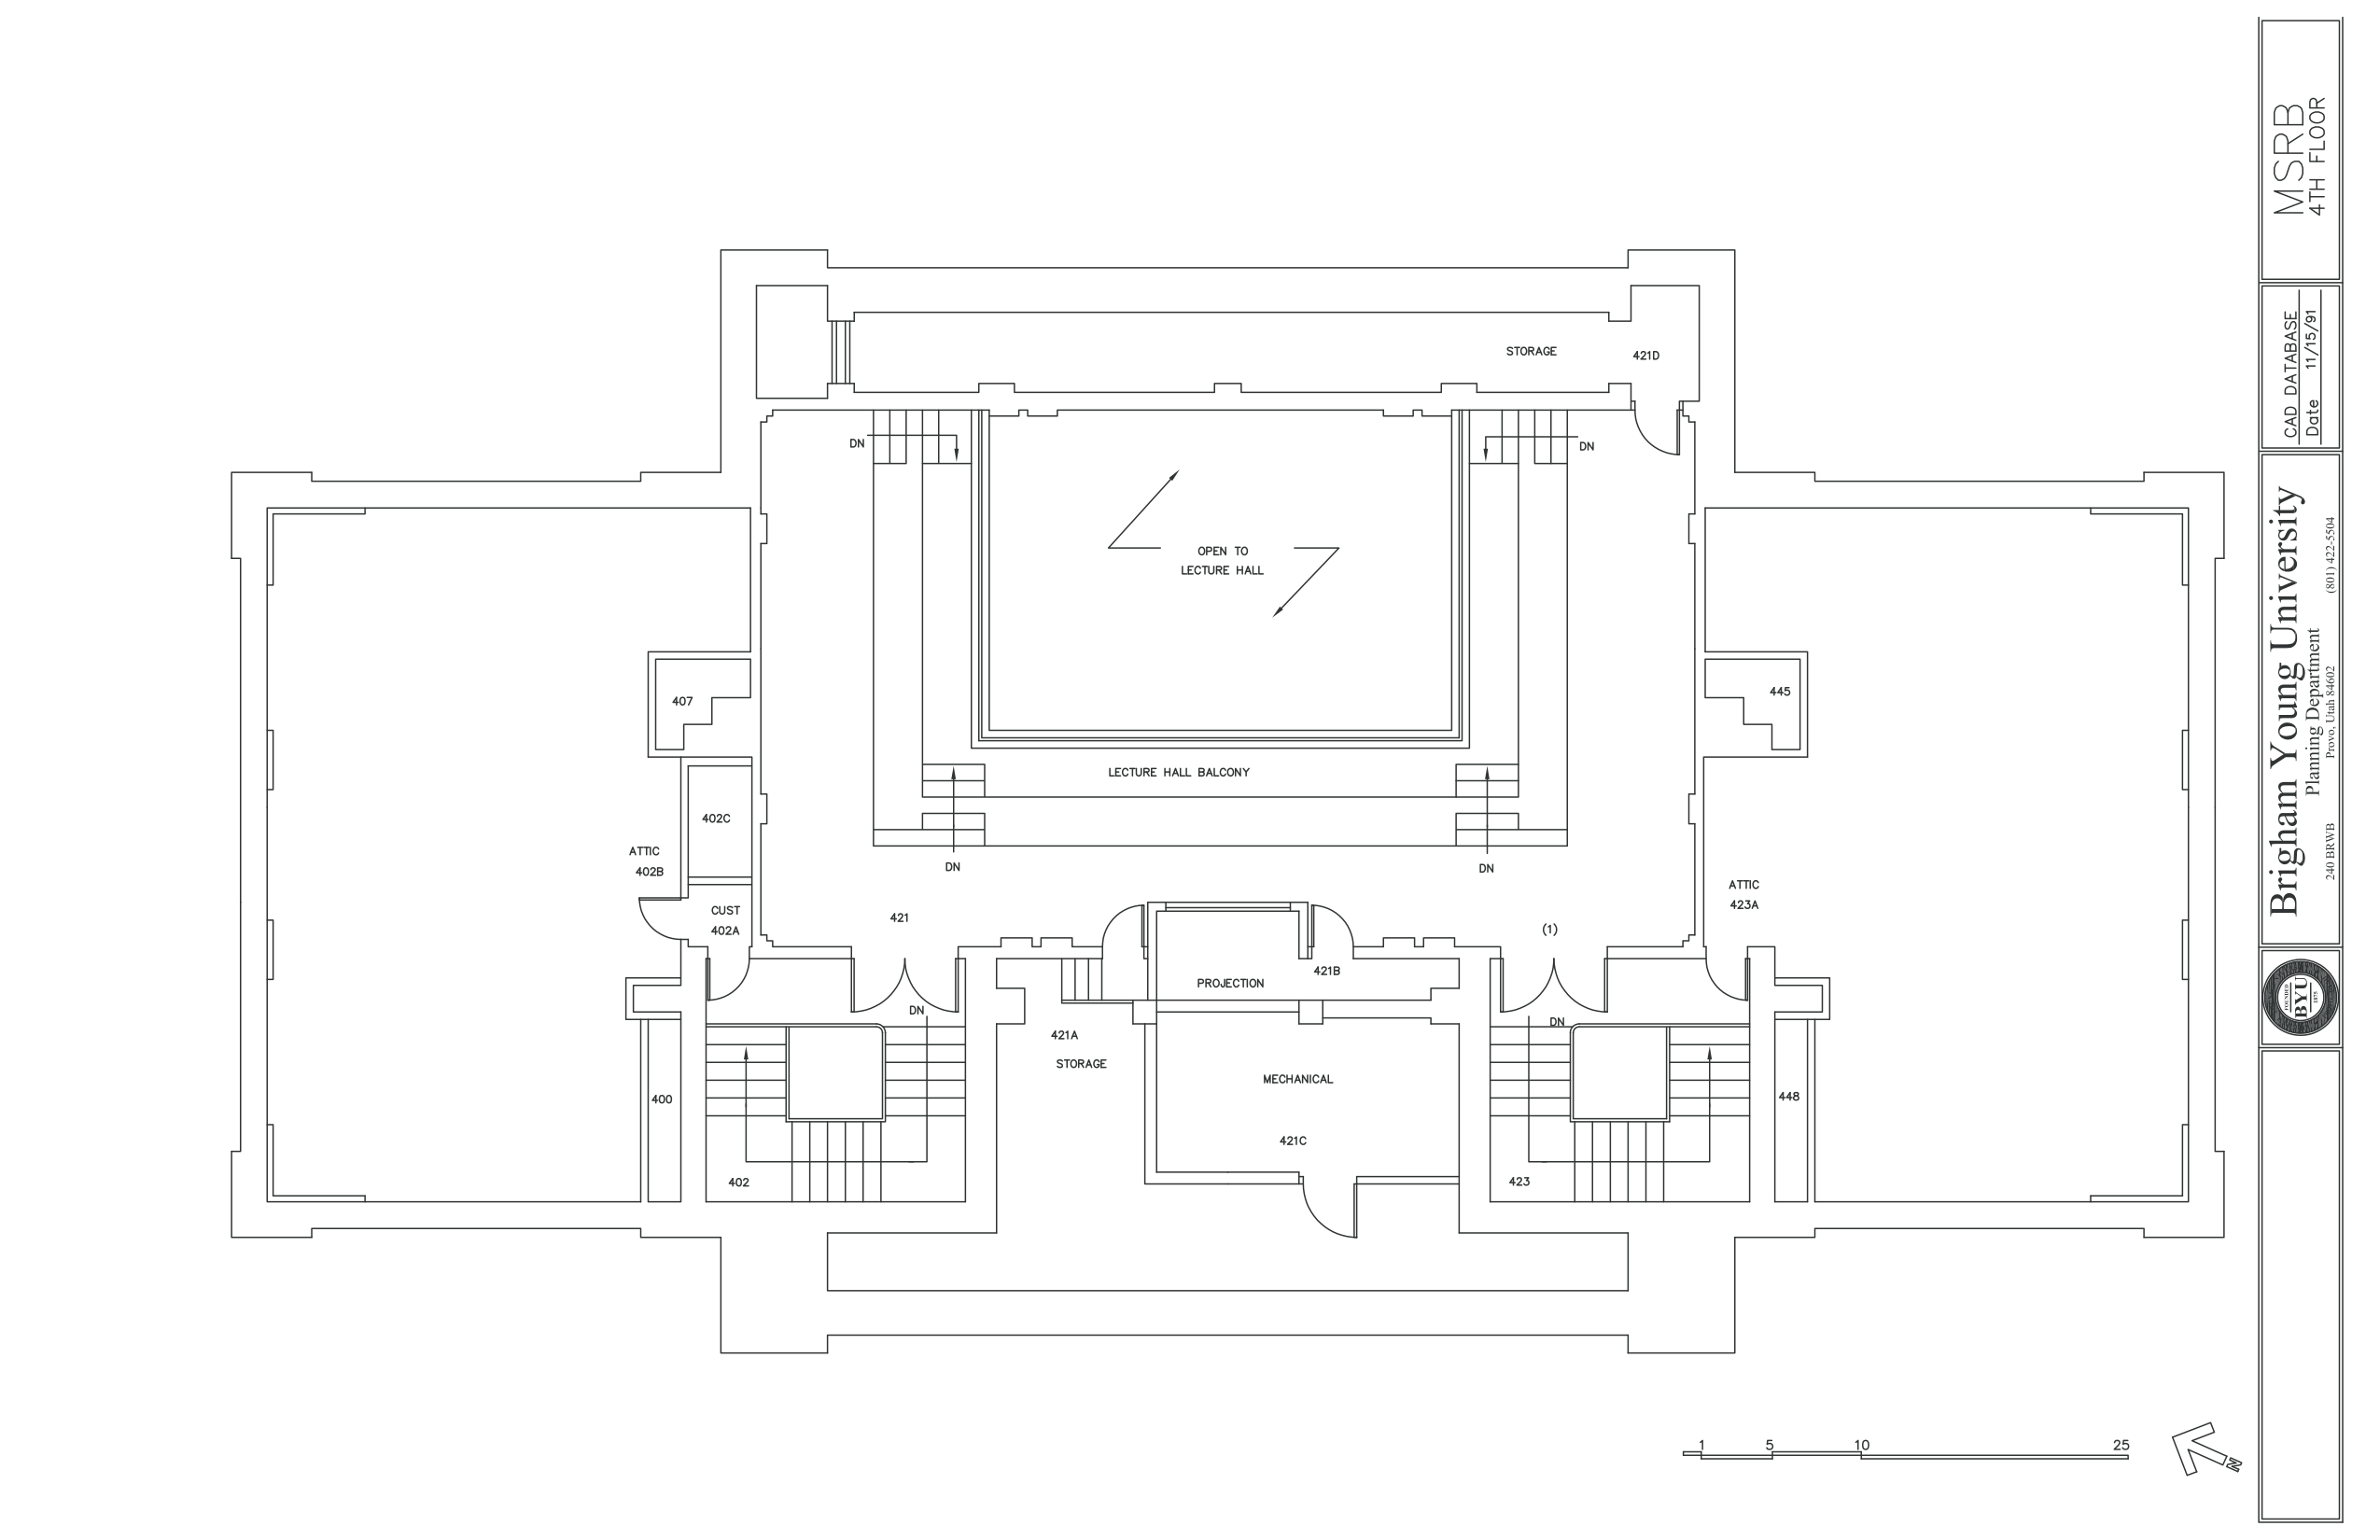 STORAGE
421D
DN
DN
OPEN TO
LECTURE HALL
407
445
LECTURE HALL BALCONY
402C
ATTIC
402B
DN
DN
ATTIC
423A
CUST
402A
421
(1)
421B
PROJECTION
DN
DN
421A
STORAGE
MECHANICAL
400
448
421C
402
423
1 5 10 25
N
MSRB
4TH FLOOR
CAD DATABASE
Date 11/15/91
Brigham Young University
Planning Department
240 BRWB Provo, Utah 84602 (801) 422-5504
FOUNDED
BYU
1875